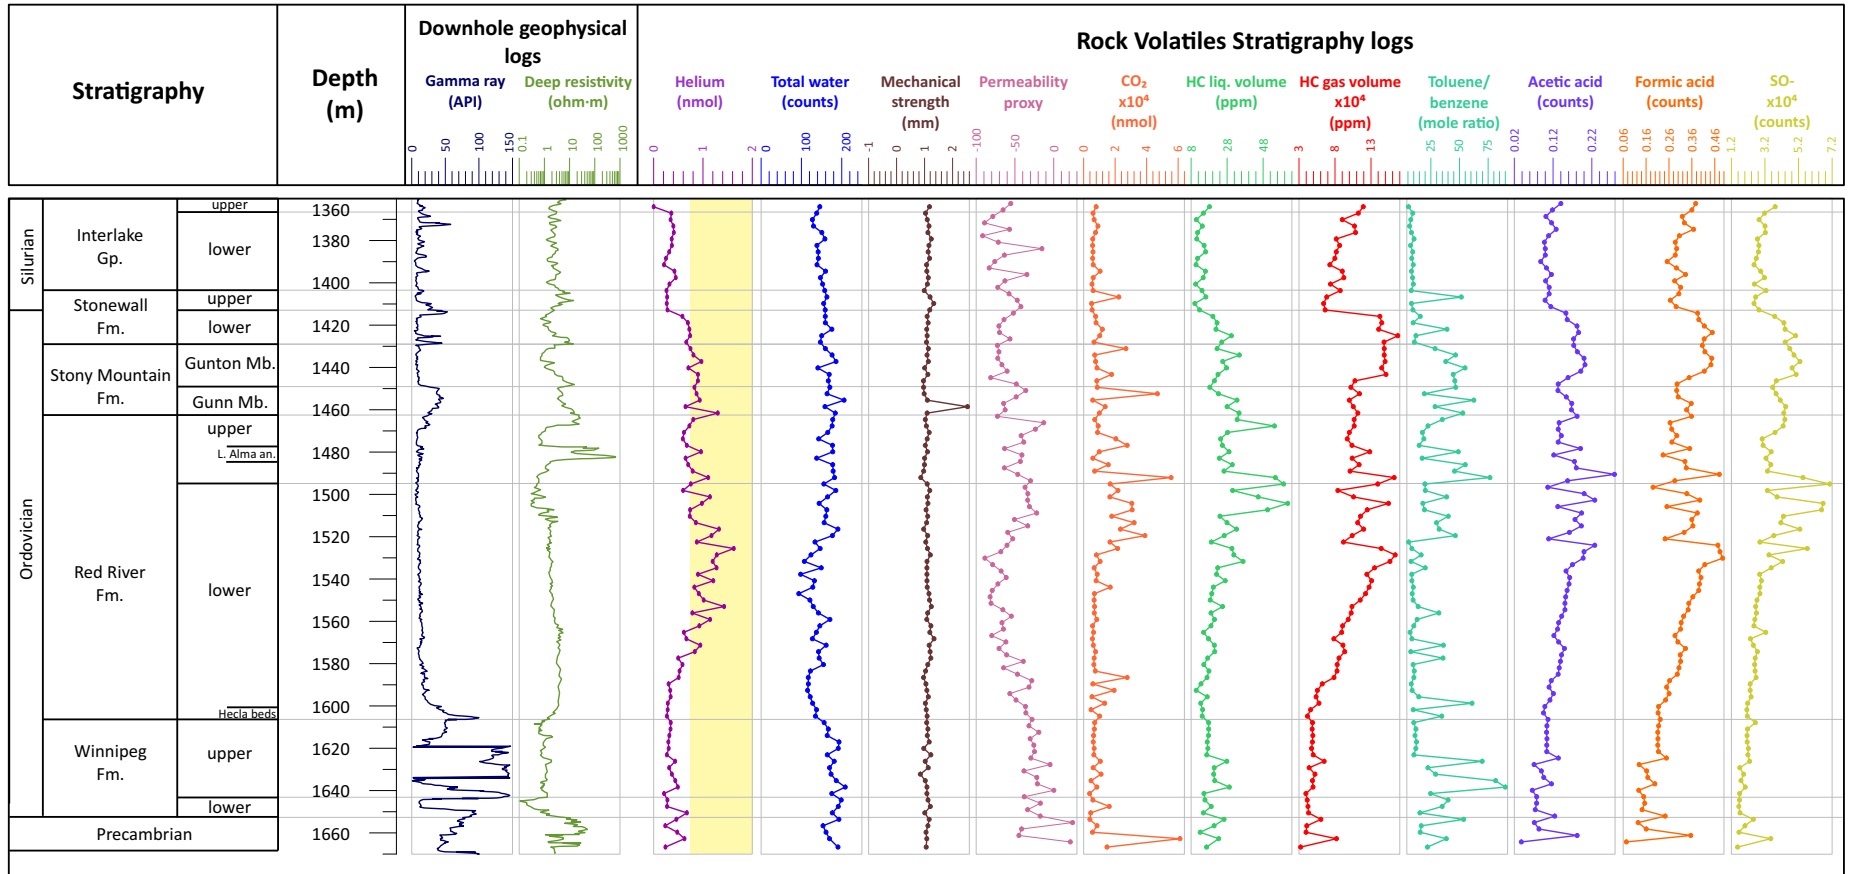 Stratigraphy
Depth
(m)
Downhole geophysical
logs
Rock Volatiles Stratigraphy logs
Gamma ray
(API)
Deep resistivity
(ohm·m)
Helium
(nmol)
Total water
(counts)
Mechanical
strength
(mm)
Permeability
proxy
CO₂
x10⁴
(nmol)
HC liq. volume
(ppm)
HC gas volume
x10⁴
(ppm)
Toluene/
benzene
(mole ratio)
Acetic acid
(counts)
Formic acid
(counts)
SO-
x10⁴
(counts)
0 50 100 150
0.1 1 10 100 1000
0 1 2
0 100 200
-1 0 1 2
-100 -50 0
0 2 4 6
8 28 48
3 8 13
25 50 75
0.02 0.12 0.22
0.06 0.16 0.26 0.36 0.46
1.2 3.2 5.2 7.2
Silurian
Ordovician
Interlake
Gp.
upper
lower
Stonewall
Fm.
upper
lower
Stony Mountain
Fm.
Gunton Mb.
Gunn Mb.
Red River
Fm.
upper
L. Alma an.
lower
Hecla beds
Winnipeg
Fm.
upper
lower
Precambrian
1360
1380
1400
1420
1440
1460
1480
1500
1520
1540
1560
1580
1600
1620
1640
1660